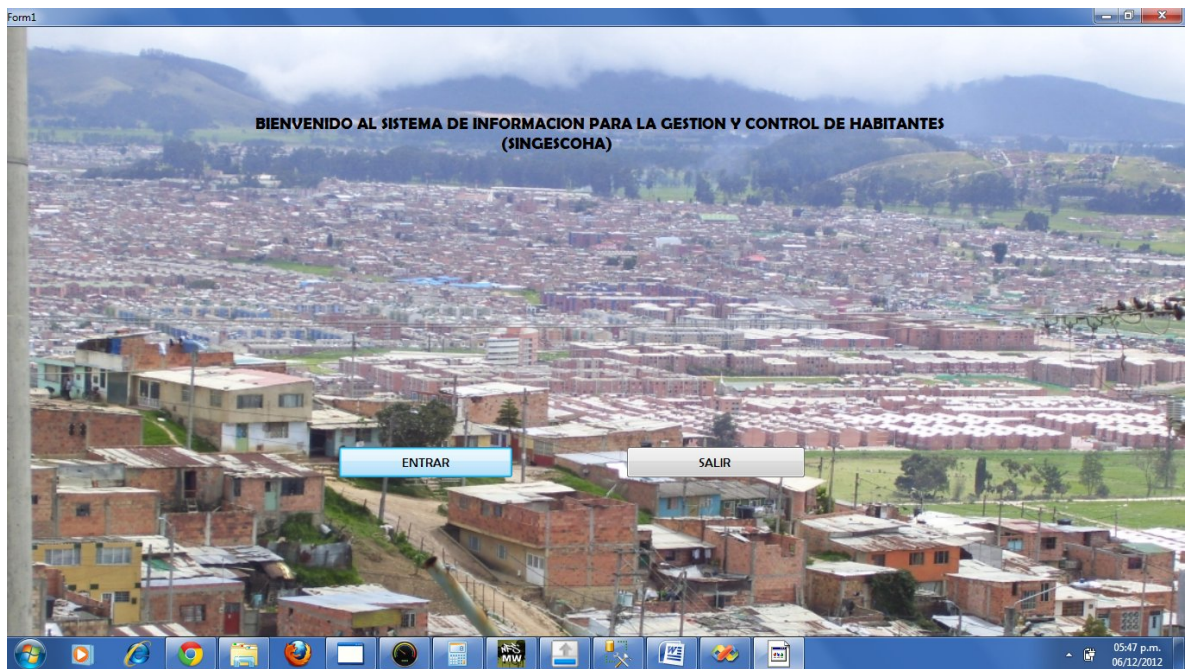 Form1
BIENVENIDO AL SISTEMA DE INFORMACION PARA LA GESTION Y CONTROL DE HABITANTES
(SINGESCOHA)
ENTRAR
SALIR
NFS
MW
05:47 p.m.
06/12/2012